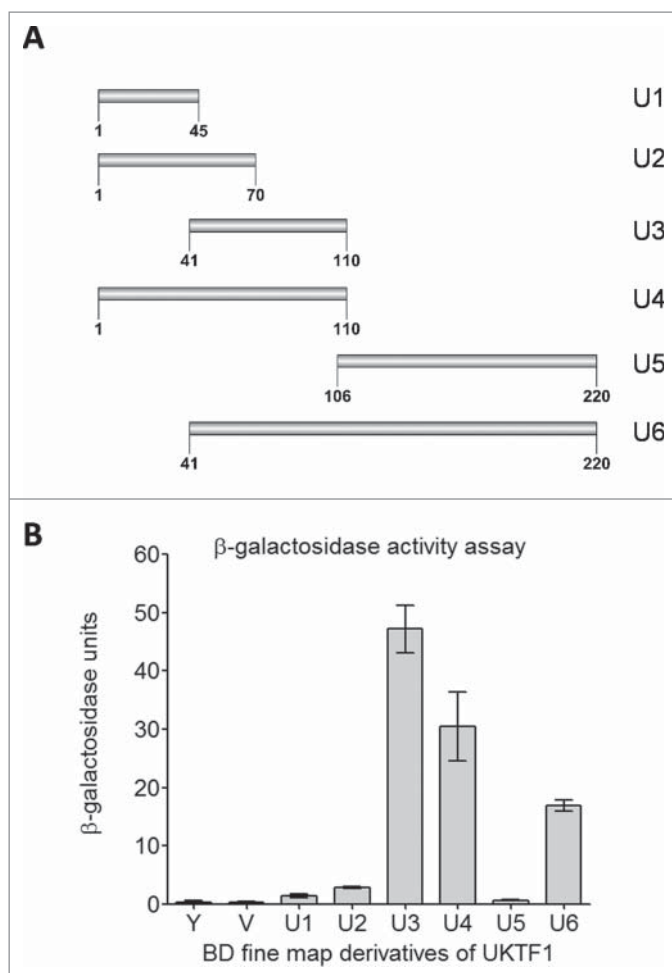 A
U1
1 45
U2
1 70
U3
41 110
U4
1 110
U5
106 220
U6
41 220
B
β-galactosidase activity assay
60
50
40
30
20
10
0
β-galactosidase units
Y V U1 U2 U3 U4 U5 U6
BD fine map derivatives of UKTF1